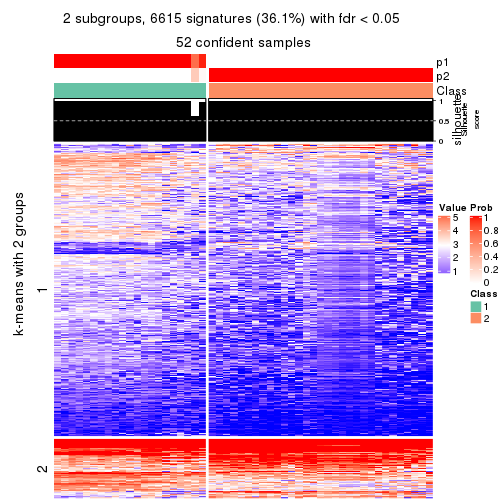 2 subgroups, 6615 signatures (36.1%) with fdr < 0.05
52 confident samples
p1
p2
Class
1
0.5
0
silhouette
Silhouette
score
k-means with 2 groups
1
2
Value
5
4
3
2
1
Prob
1
0.8
0.6
0.4
0.2
0
Class
1
2